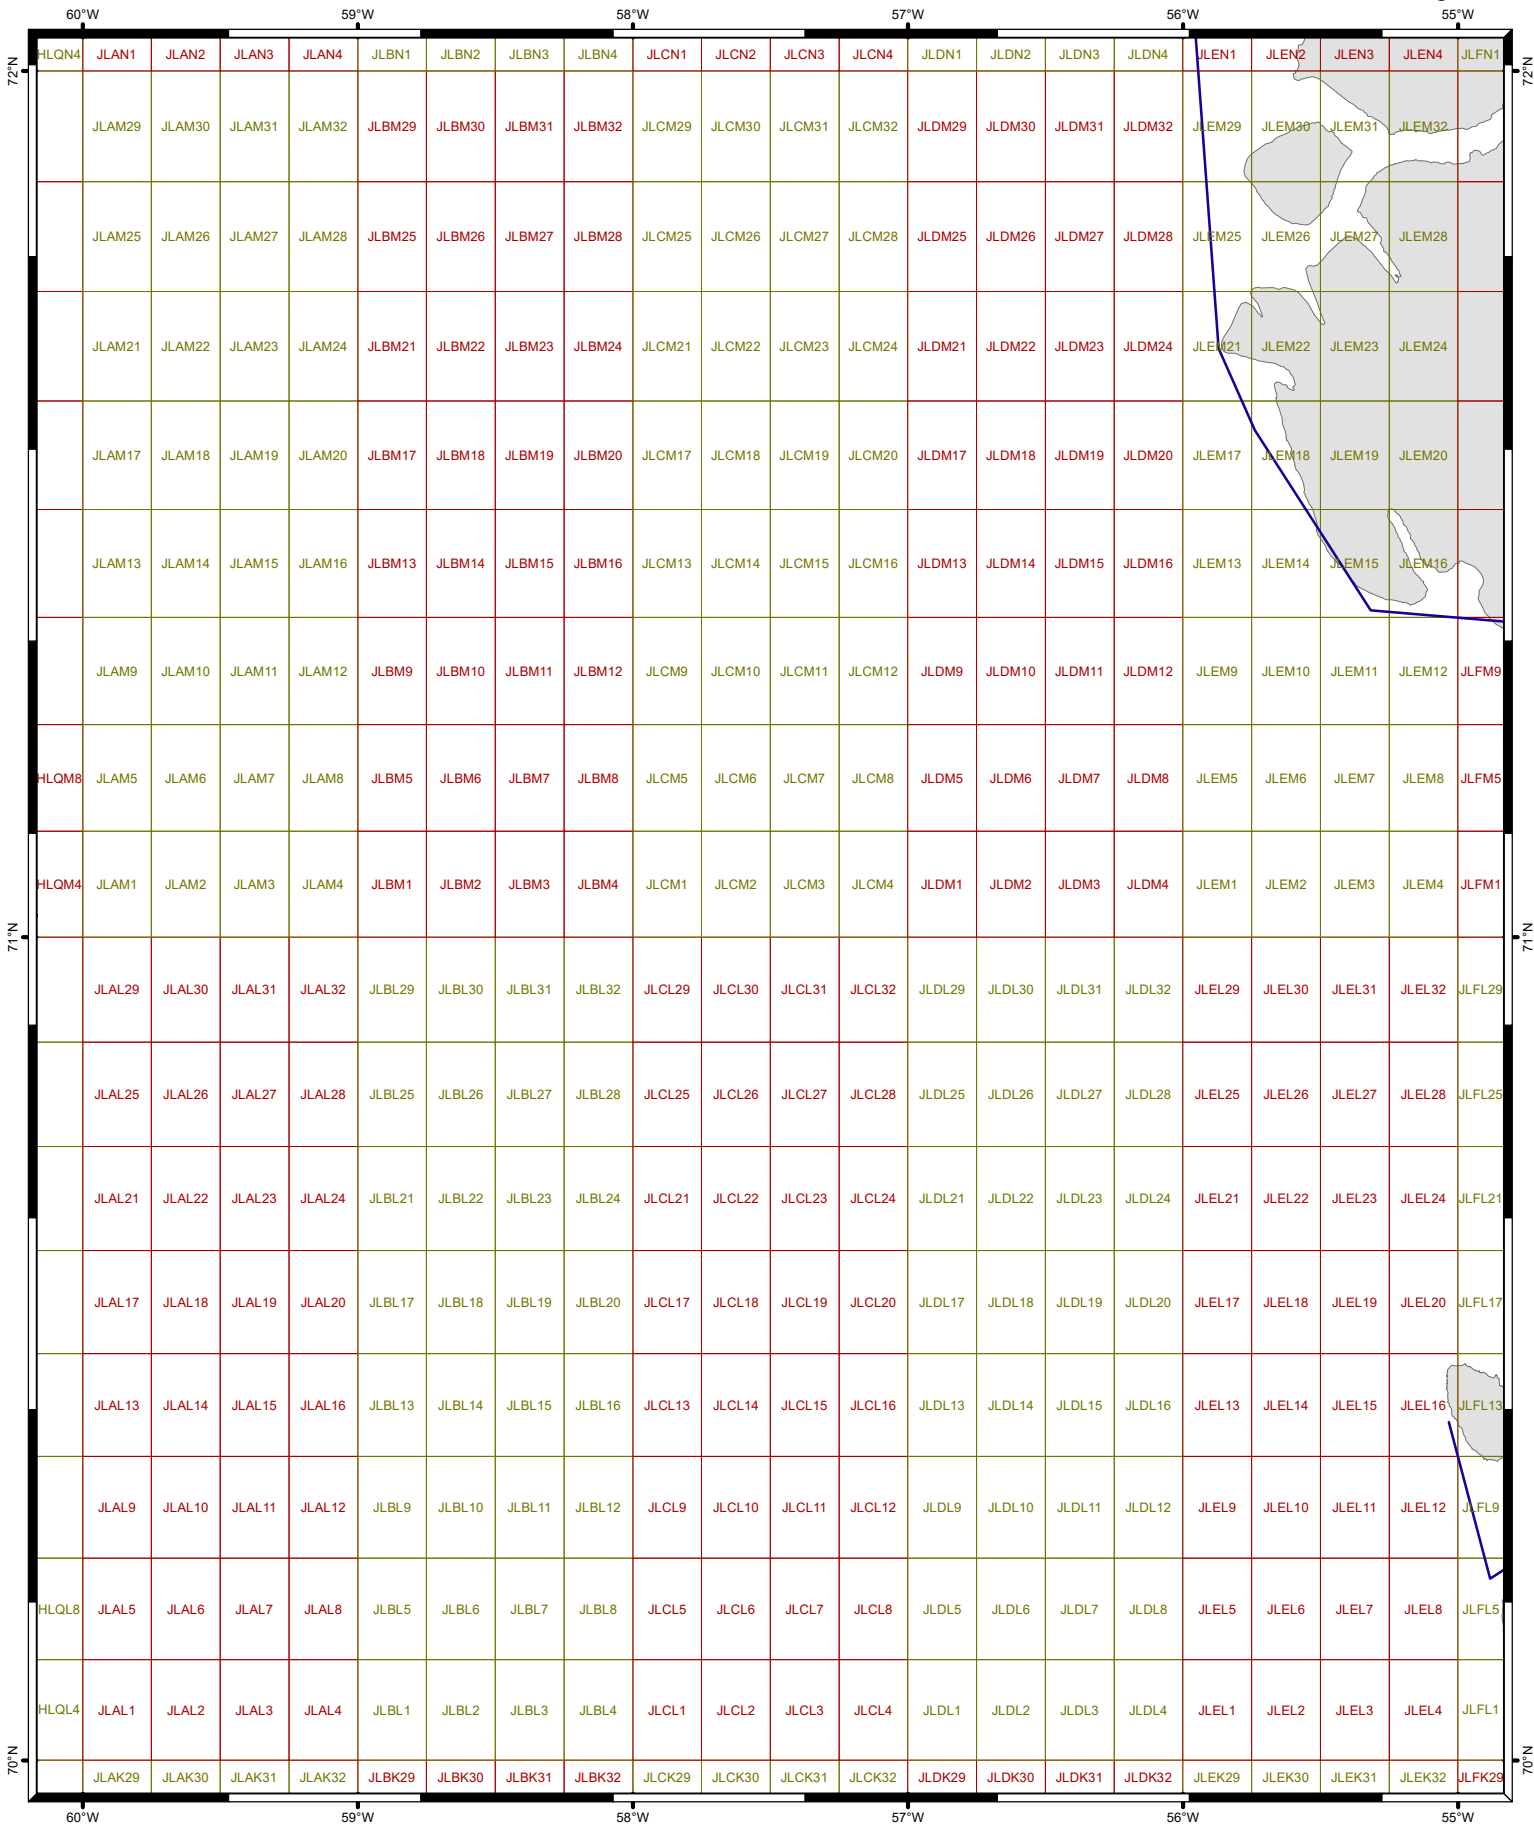 60°W 59°W 58°W 57°W 56°W 55°W
HLQN4 JLAN1 JLAN2 JLAN3 JLAN4 JLBN1 JLBN2 JLBN3 JLBN4 JLCN1 JLCN2 JLCN3 JLCN4 JLDN1 JLDN2 JLDN3 JLDN4 JLEN1 JLEN2 JLEN3 JLEN4 JLFN1
72°N 72°N
JLAM29 JLAM30 JLAM31 JLAM32 JLBM29 JLBM30 JLBM31 JLBM32 JLCM29 JLCM30 JLCM31 JLCM32 JLDM29 JLDM30 JLDM31 JLDM32 JLEM29 JLEM30 JLEM31 JLEM32
JLAM25 JLAM26 JLAM27 JLAM28 JLBM25 JLBM26 JLBM27 JLBM28 JLCM25 JLCM26 JLCM27 JLCM28 JLDM25 JLDM26 JLDM27 JLDM28 JLEM25 JLEM26 JLEM27 JLEM28
JLAM21 JLAM22 JLAM23 JLAM24 JLBM21 JLBM22 JLBM23 JLBM24 JLCM21 JLCM22 JLCM23 JLCM24 JLDM21 JLDM22 JLDM23 JLDM24 JLEM21 JLEM22 JLEM23 JLEM24
JLAM17 JLAM18 JLAM19 JLAM20 JLBM17 JLBM18 JLBM19 JLBM20 JLCM17 JLCM18 JLCM19 JLCM20 JLDM17 JLDM18 JLDM19 JLDM20 JLEM17 JLEM18 JLEM19 JLEM20
JLAM13 JLAM14 JLAM15 JLAM16 JLBM13 JLBM14 JLBM15 JLBM16 JLCM13 JLCM14 JLCM15 JLCM16 JLDM13 JLDM14 JLDM15 JLDM16 JLEM13 JLEM14 JLEM15 JLEM16
JLAM9 JLAM10 JLAM11 JLAM12 JLBM9 JLBM10 JLBM11 JLBM12 JLCM9 JLCM10 JLCM11 JLCM12 JLDM9 JLDM10 JLDM11 JLDM12 JLEM9 JLEM10 JLEM11 JLEM12 JLFM9
HLQM8 JLAM5 JLAM6 JLAM7 JLAM8 JLBM5 JLBM6 JLBM7 JLBM8 JLCM5 JLCM6 JLCM7 JLCM8 JLDM5 JLDM6 JLDM7 JLDM8 JLEM5 JLEM6 JLEM7 JLEM8 JLFM5
HLQM4 JLAM1 JLAM2 JLAM3 JLAM4 JLBM1 JLBM2 JLBM3 JLBM4 JLCM1 JLCM2 JLCM3 JLCM4 JLDM1 JLDM2 JLDM3 JLDM4 JLEM1 JLEM2 JLEM3 JLEM4 JLFM1
71°N 71°N
JLAL29 JLAL30 JLAL31 JLAL32 JLBL29 JLBL30 JLBL31 JLBL32 JLCL29 JLCL30 JLCL31 JLCL32 JLDL29 JLDL30 JLDL31 JLDL32 JLEL29 JLEL30 JLEL31 JLEL32 JLFL29
JLAL25 JLAL26 JLAL27 JLAL28 JLBL25 JLBL26 JLBL27 JLBL28 JLCL25 JLCL26 JLCL27 JLCL28 JLDL25 JLDL26 JLDL27 JLDL28 JLEL25 JLEL26 JLEL27 JLEL28 JLFL25
JLAL21 JLAL22 JLAL23 JLAL24 JLBL21 JLBL22 JLBL23 JLBL24 JLCL21 JLCL22 JLCL23 JLCL24 JLDL21 JLDL22 JLDL23 JLDL24 JLEL21 JLEL22 JLEL23 JLEL24 JLFL21
JLAL17 JLAL18 JLAL19 JLAL20 JLBL17 JLBL18 JLBL19 JLBL20 JLCL17 JLCL18 JLCL19 JLCL20 JLDL17 JLDL18 JLDL19 JLDL20 JLEL17 JLEL18 JLEL19 JLEL20 JLFL17
JLAL13 JLAL14 JLAL15 JLAL16 JLBL13 JLBL14 JLBL15 JLBL16 JLCL13 JLCL14 JLCL15 JLCL16 JLDL13 JLDL14 JLDL15 JLDL16 JLEL13 JLEL14 JLEL15 JLEL16 JLFL13
JLAL9 JLAL10 JLAL11 JLAL12 JLBL9 JLBL10 JLBL11 JLBL12 JLCL9 JLCL10 JLCL11 JLCL12 JLDL9 JLDL10 JLDL11 JLDL12 JLEL9 JLEL10 JLEL11 JLEL12 JLFL9
HLQL8 JLAL5 JLAL6 JLAL7 JLAL8 JLBL5 JLBL6 JLBL7 JLBL8 JLCL5 JLCL6 JLCL7 JLCL8 JLDL5 JLDL6 JLDL7 JLDL8 JLEL5 JLEL6 JLEL7 JLEL8 JLFL5
HLQL4 JLAL1 JLAL2 JLAL3 JLAL4 JLBL1 JLBL2 JLBL3 JLBL4 JLCL1 JLCL2 JLCL3 JLCL4 JLDL1 JLDL2 JLDL3 JLDL4 JLEL1 JLEL2 JLEL3 JLEL4 JLFL1
70°N 70°N
JLAK29 JLAK30 JLAK31 JLAK32 JLBK29 JLBK30 JLBK31 JLBK32 JLCK29 JLCK30 JLCK31 JLCK32 JLDK29 JLDK30 JLDK31 JLDK32 JLEK29 JLEK30 JLEK31 JLEK32 JLFK29
60°W 59°W 58°W 57°W 56°W 55°W